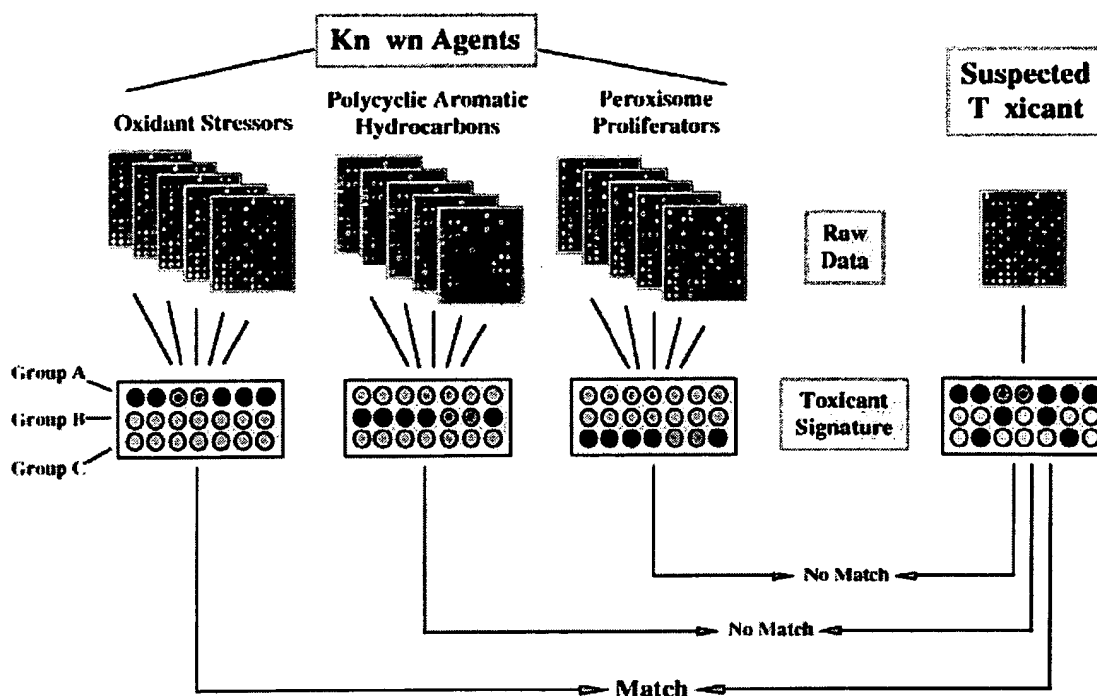 Kn wn Agents
Suspected
T xicant
Oxidant Stressors
Polycyclic Aromatic
Hydrocarbons
Peroxisome
Proliferators
Raw
Data
Group A
Group B
Group C
Toxicant
Signature
No Match
No Match
Match